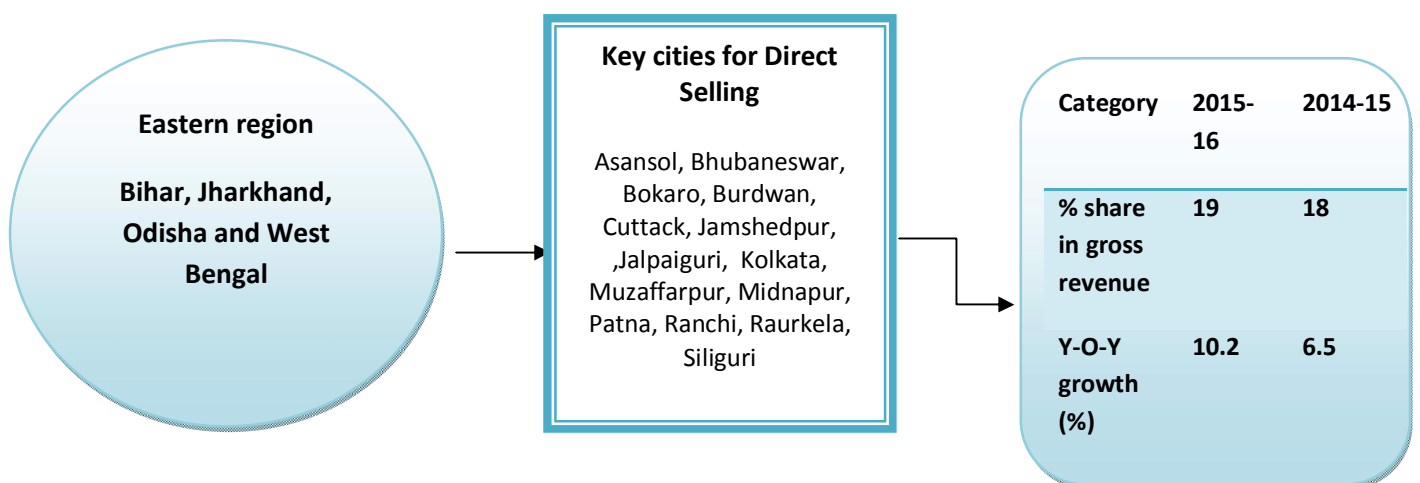 Eastern region
Bihar, Jharkhand,
Odisha and West
Bengal
Key cities for Direct
Selling
Asansol, Bhubaneswar,
Bokaro, Burdwan,
Cuttack, Jamshedpur,
,Jalpaiguri, Kolkata,
Muzaffarpur, Midnapur,
Patna, Ranchi, Raurkela,
Siliguri
Category 2015- 2014-15
16
% share 19 18
in gross
revenue
Y-O-Y 10.2 6.5
growth
(%)